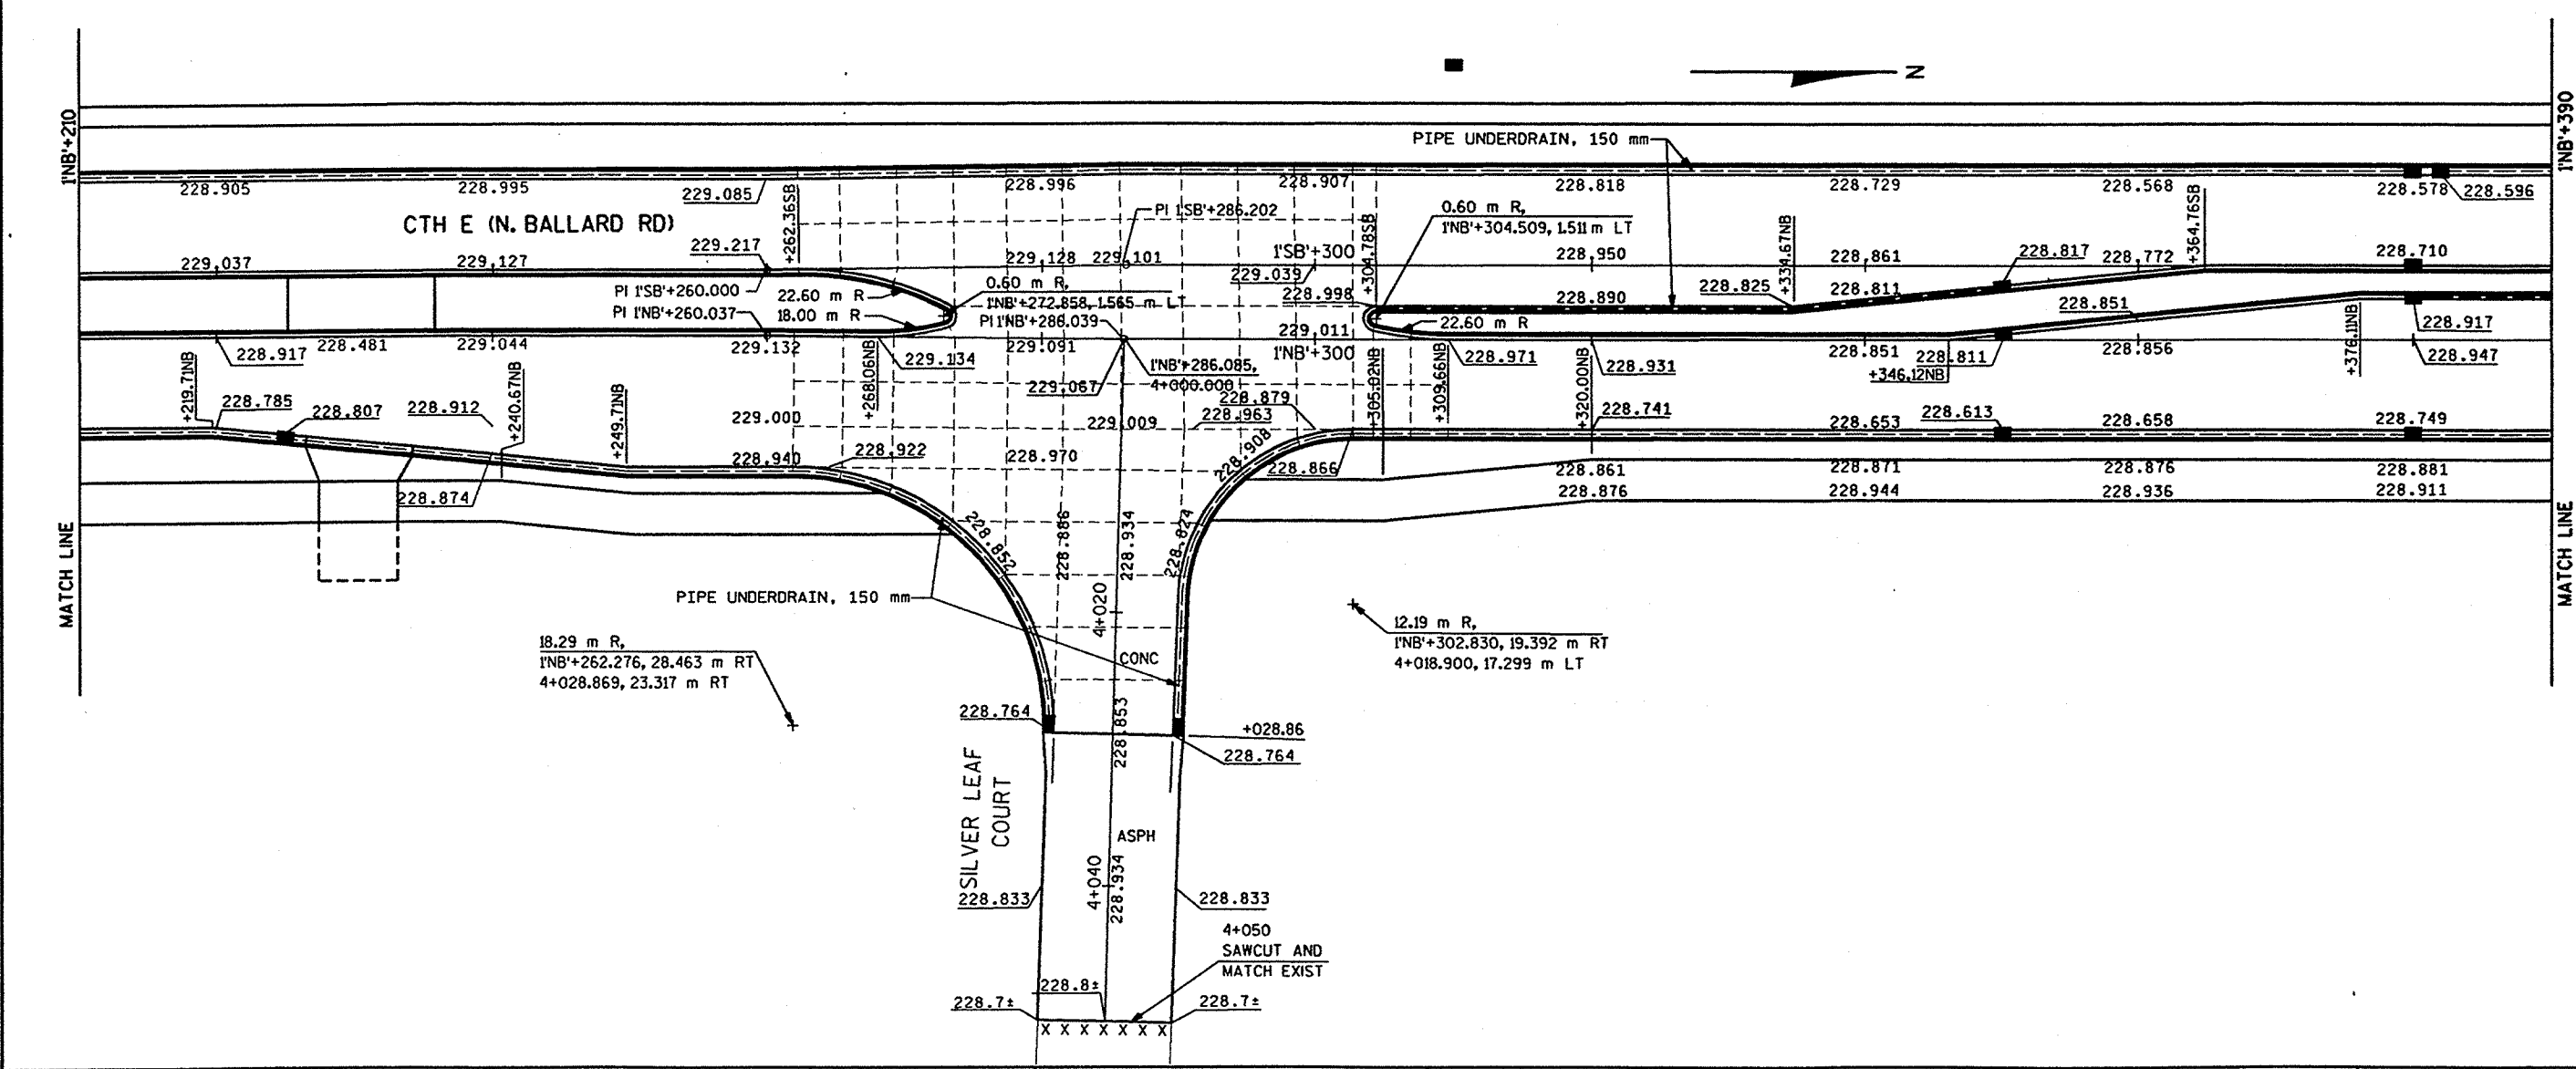 N
1'NB'+210
1'NB'+390
PIPE UNDERDRAIN, 150 mm
228.905
228.995
229.085
228.996
228.907
228.818
228.729
228.568
228.578
228.596
CTH E (N. BALLARD RD)
+262.36SB
PI 1'SB'+286.202
+304.78SB
0.60 m R,
1'NB'+304.509, 1.511 m LT
+334.67NB
+364.76SB
229.037
229.127
229.217
229.128
229.101
1'SB'+300
229.039
228.950
228.861
228.817
228.772
228.710
PI 1'SB'+260.000
22.60 m R
0.60 m R,
1'NB'+272.858, 1.565 m LT
228.998
228.890
228.825
228.811
228.851
PI 1'NB'+260.037
18.00 m R
PI 1'NB'+286.039
229.011
22.60 m R
228.917
228.917
228.481
229.044
229.132
229.134
229.091
1'NB'+300
228.971
228.931
228.851
228.811
228.856
228.947
+376.11NB
1'NB'+286.085,
4+000.000
229.067
+346.12NB
+219.71NB
228.785
228.807
228.912
+240.67NB
+249.71NB
229.000
+268.06NB
228.879
228.963
229.009
+305.02NB
+309.66NB
+320.00NB
228.741
228.653
228.613
228.658
228.749
228.940
228.922
228.970
228.908
228.866
228.861
228.871
228.876
228.881
228.874
228.876
228.944
228.936
228.911
MATCH LINE
MATCH LINE
228.852
228.886
228.934
228.824
PIPE UNDERDRAIN, 150 mm
4+020
18.29 m R,
1'NB'+262.276, 28.463 m RT
4+028.869, 23.317 m RT
12.19 m R,
1'NB'+302.830, 19.392 m RT
4+018.900, 17.299 m LT
CONC
228.764
228.853
+028.86
228.764
SILVER LEAF
COURT
ASPH
4+040
228.934
228.833
228.833
4+050
SAWCUT AND
MATCH EXIST
228.7±
228.8±
228.7±
X X X X X X X